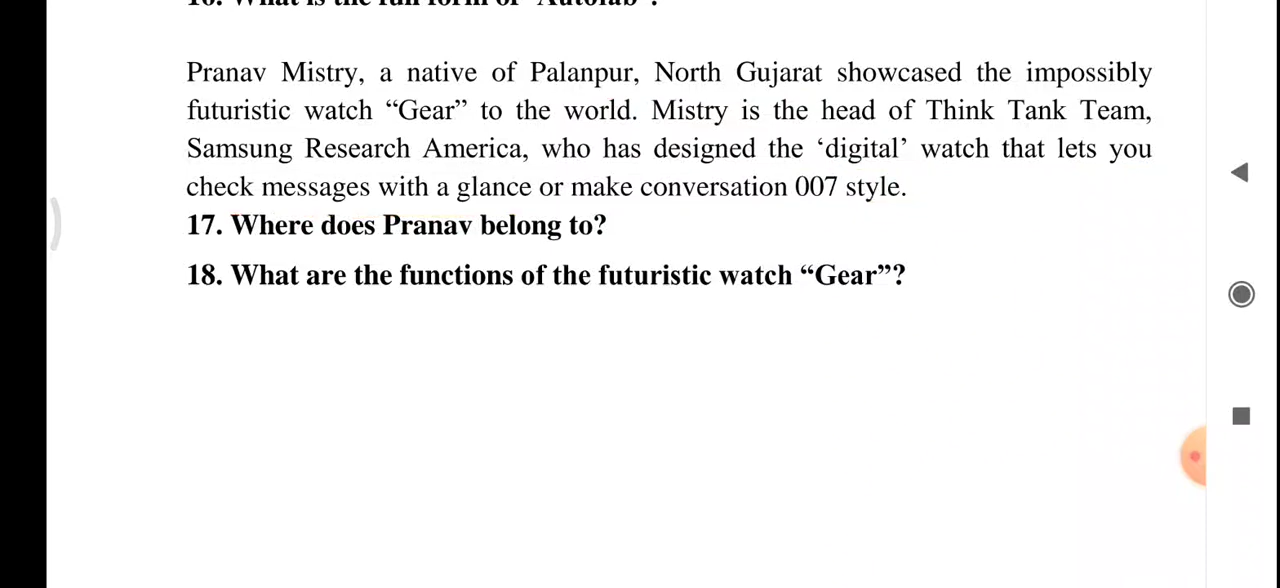 Pranav Mistry, a native of Palanpur, North Gujarat showcased the impossibly
futuristic watch “Gear” to the world. Mistry is the head of Think Tank Team,
Samsung Research America, who has designed the ‘digital’ watch that lets you
check messages with a glance or make conversation 007 style.
17. Where does Pranav belong to?
18. What are the functions of the futuristic watch “Gear”?